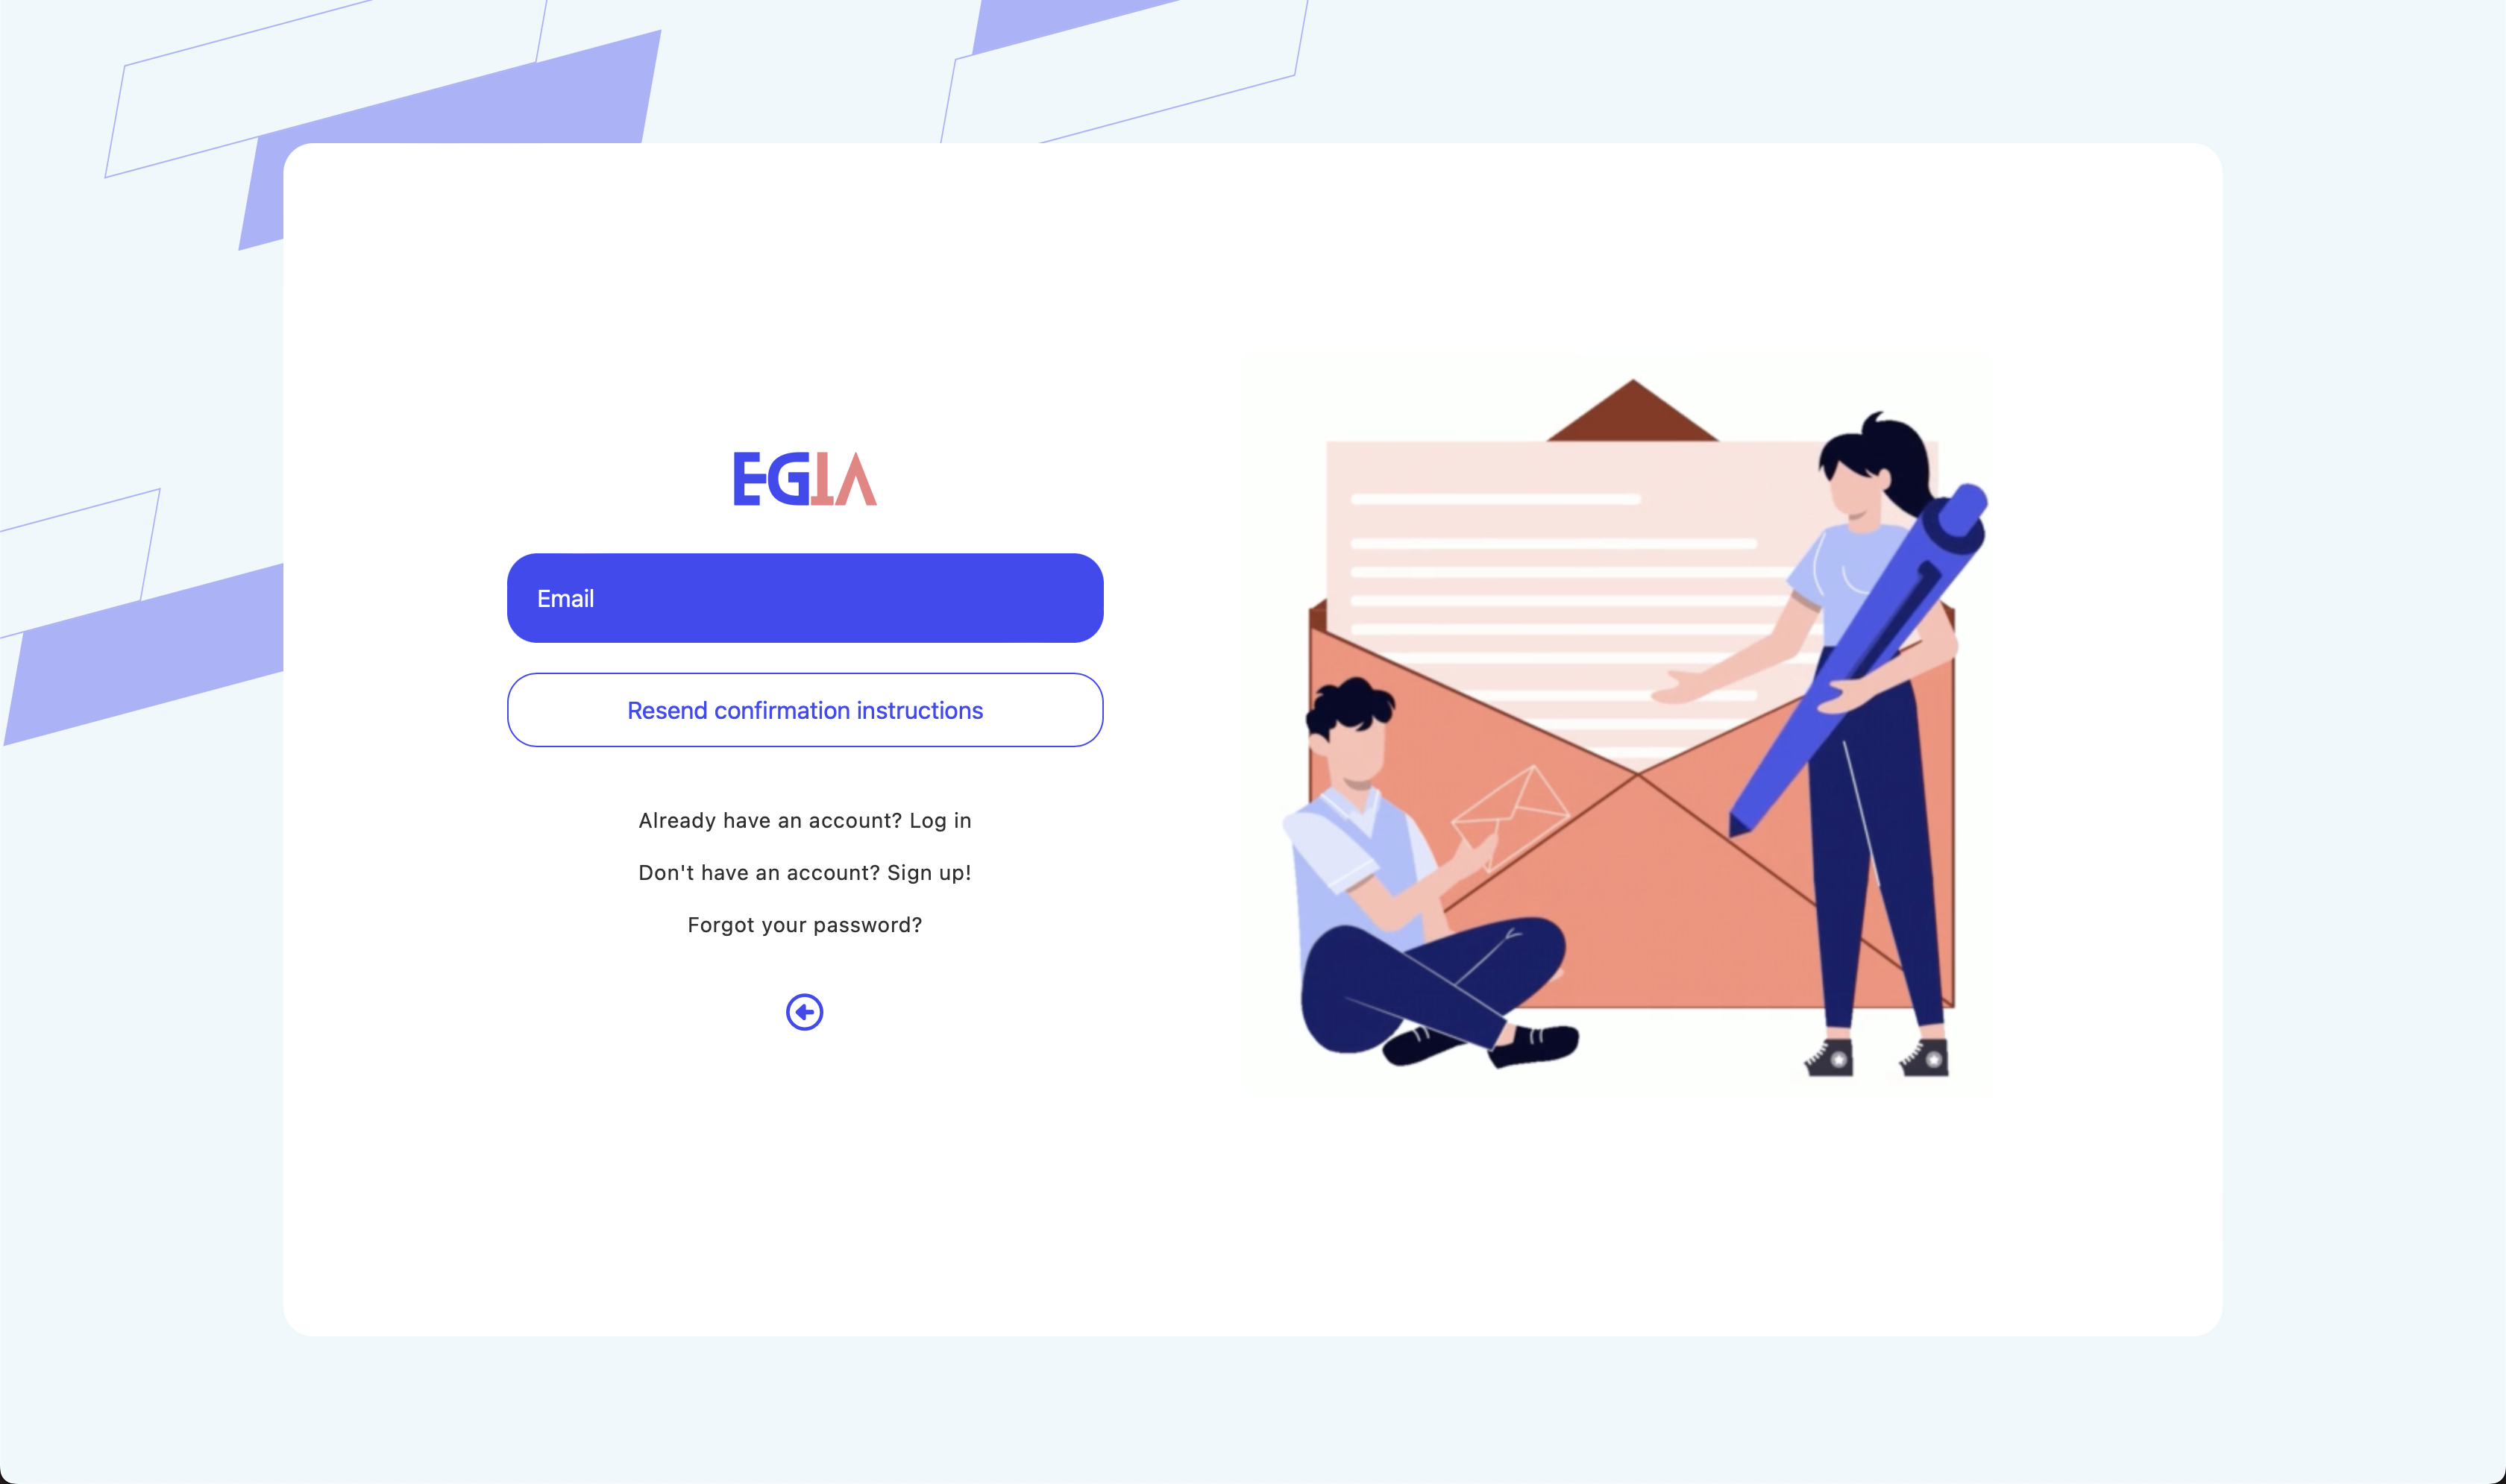 EGIA
Email
Resend confirmation instructions
Already have an account? Log in
Don't have an account? Sign up!
Forgot your password?